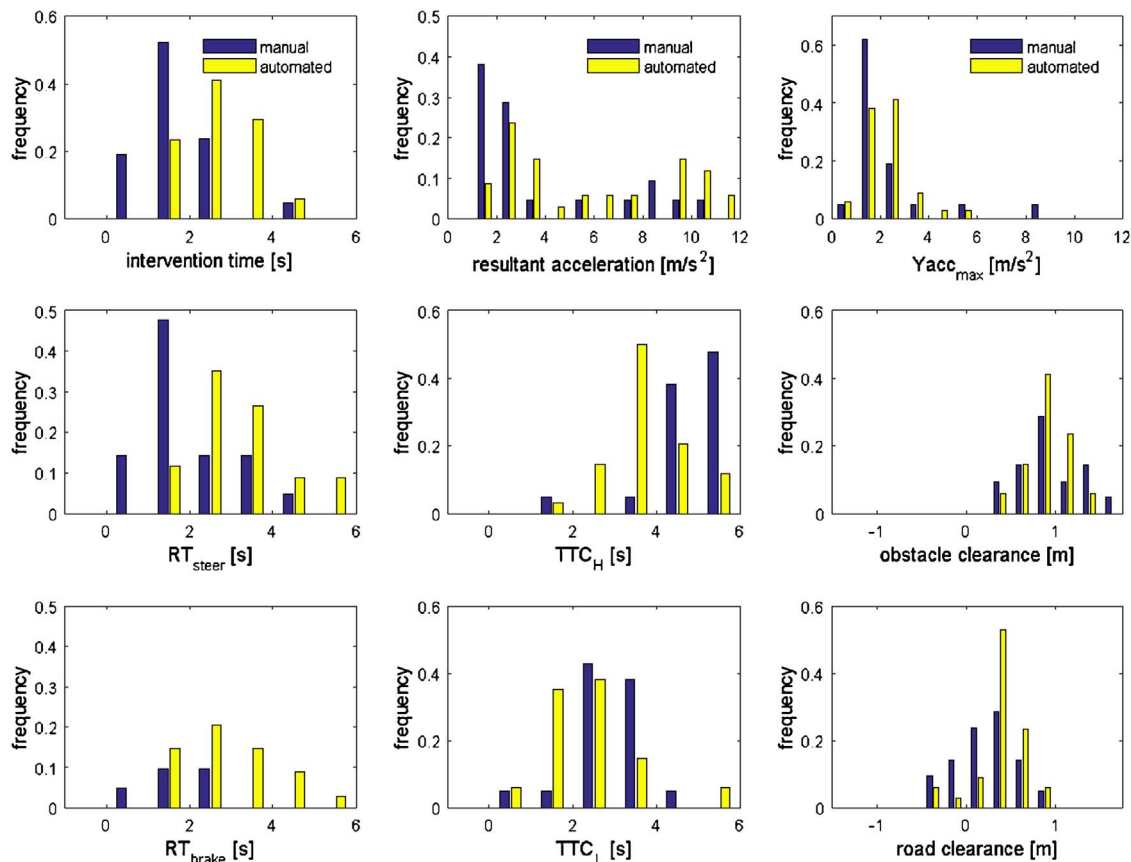 0.6
0.4
0.2
0
frequency
manual
automated
0 2 4 6
intervention time [s]
0.5
0.4
0.3
0.2
0.1
0
frequency
manual
automated
0 2 4 6 8 10 12
resultant acceleration [m/s²]
0.8
0.6
0.4
0.2
0
frequency
manual
automated
0 2 4 6 8 10 12
Yacc_max [m/s²]
0.5
0.4
0.3
0.2
0.1
0
frequency
0 2 4 6
RT_steer [s]
0.6
0.4
0.2
0
frequency
0 2 4 6
TTC_H [s]
0.6
0.4
0.2
0
frequency
-1 0 1
obstacle clearance [m]
0.5
0.4
0.3
0.2
0.1
0
frequency
0 2 4 6
RT_brake [s]
0.6
0.4
0.2
0
frequency
0 2 4 6
TTC_L [s]
0.6
0.4
0.2
0
frequency
-1 0 1
road clearance [m]